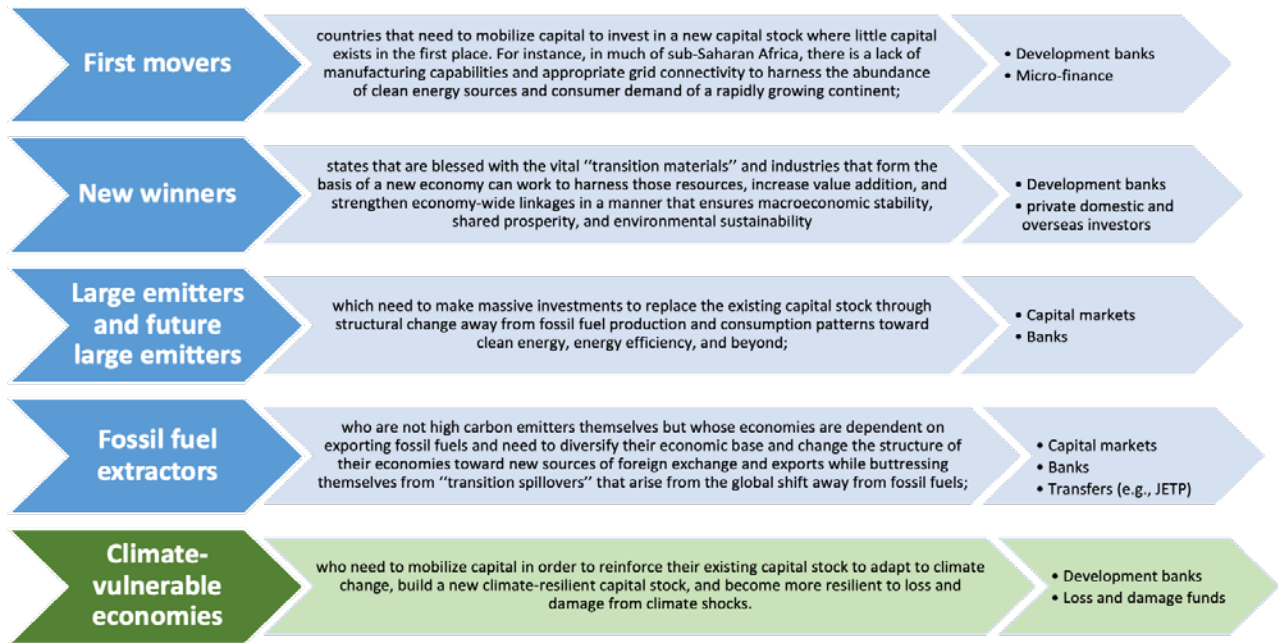 First movers
countries that need to mobilize capital to invest in a new capital stock where little capital
exists in the first place. For instance, in much of sub-Saharan Africa, there is a lack of
manufacturing capabilities and appropriate grid connectivity to harness the abundance
of clean energy sources and consumer demand of a rapidly growing continent;
• Development banks
• Micro-finance
New winners
states that are blessed with the vital ‘‘transition materials’’ and industries that form the
basis of a new economy can work to harness those resources, increase value addition, and
strengthen economy-wide linkages in a manner that ensures macroeconomic stability,
shared prosperity, and environmental sustainability
• Development banks
• private domestic and
overseas investors
Large emitters
and future
large emitters
which need to make massive investments to replace the existing capital stock through
structural change away from fossil fuel production and consumption patterns toward
clean energy, energy efficiency, and beyond;
• Capital markets
• Banks
Fossil fuel
extractors
who are not high carbon emitters themselves but whose economies are dependent on
exporting fossil fuels and need to diversify their economic base and change the structure of
their economies toward new sources of foreign exchange and exports while buttressing
themselves from ‘‘transition spillovers’’ that arise from the global shift away from fossil fuels;
• Capital markets
• Banks
• Transfers (e.g., JETP)
Climate-
vulnerable
economies
who need to mobilize capital in order to reinforce their existing capital stock to adapt to climate
change, build a new climate-resilient capital stock, and become more resilient to loss and
damage from climate shocks.
• Development banks
• Loss and damage funds